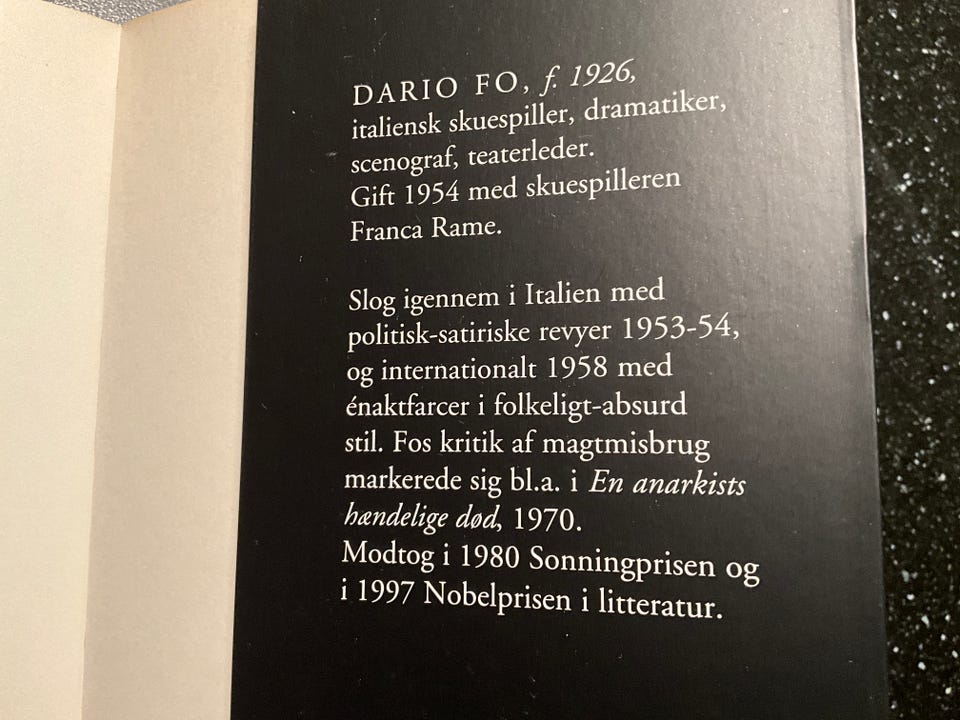 DARIO FO, f. 1926,
italiensk skuespiller, dramatiker,
scenograf, teaterleder.
Gift 1954 med skuespilleren
Franca Rame.
Slog igennem i Italien med
politisk-satiriske revyer 1953-54,
og internationalt 1958 med
énaktfarcer i folkeligt-absurd
stil. Fos kritik af magtmisbrug
markerede sig bl.a. i En anarkists
hændelige død, 1970.
Modtog i 1980 Sonningprisen og
i 1997 Nobelprisen i litteratur.